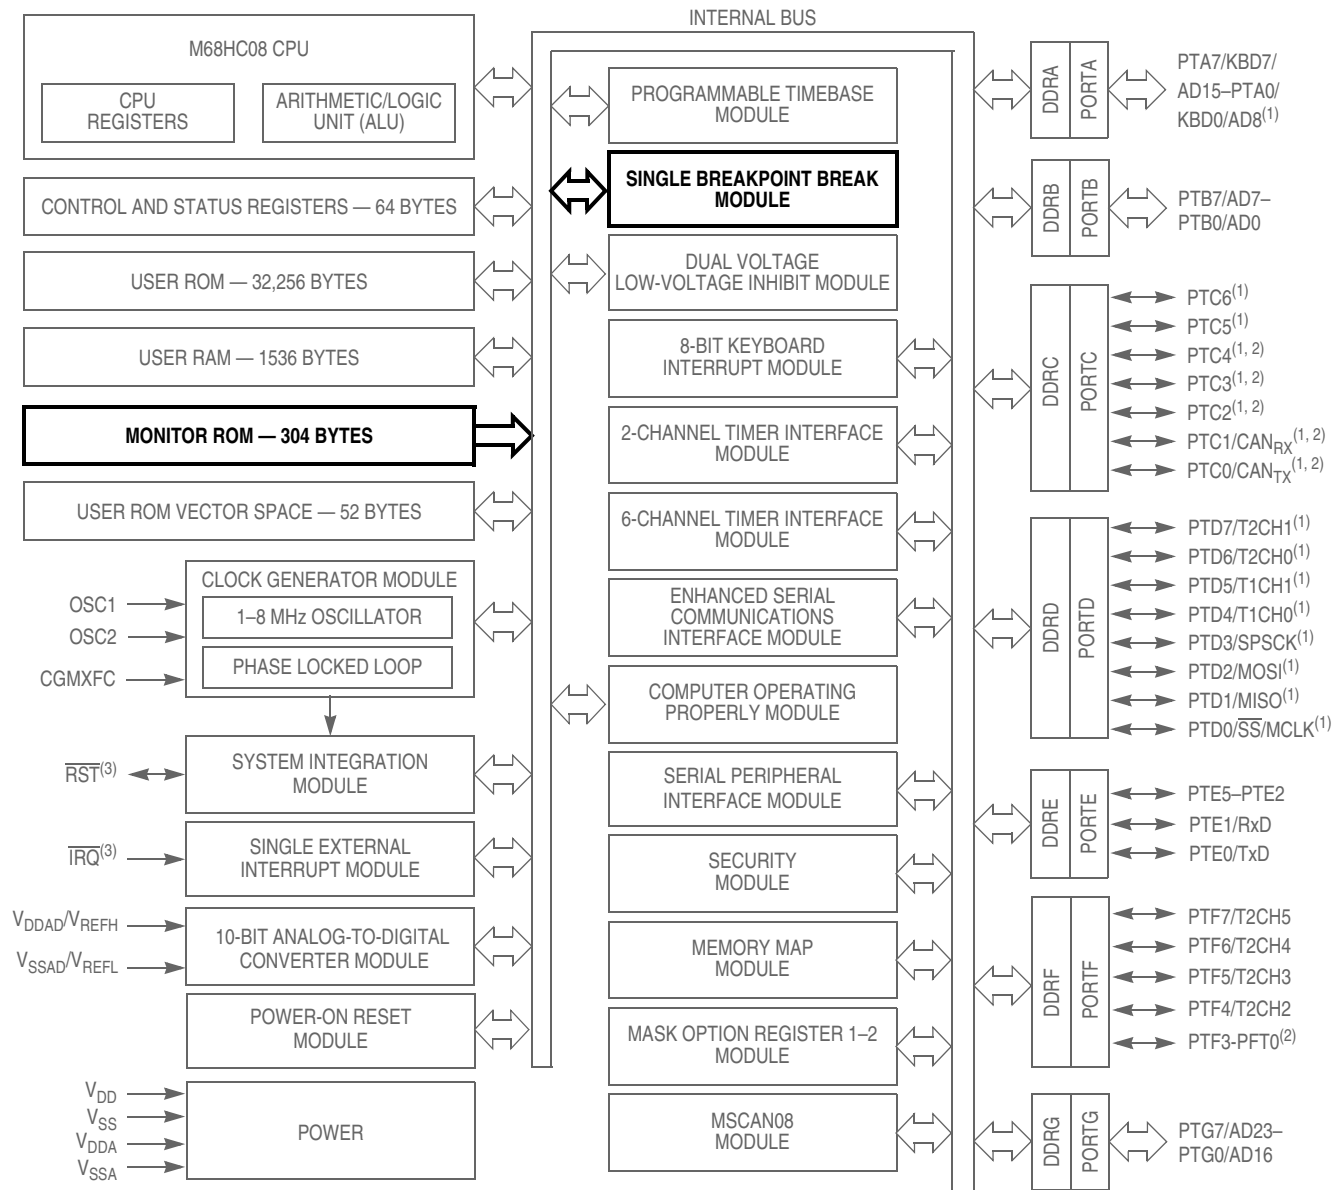 INTERNAL BUS
M68HC08 CPU
CPU
REGISTERS
ARITHMETIC/LOGIC
UNIT (ALU)
CONTROL AND STATUS REGISTERS — 64 BYTES
USER ROM — 32,256 BYTES
USER RAM — 1536 BYTES
MONITOR ROM — 304 BYTES
USER ROM VECTOR SPACE — 52 BYTES
CLOCK GENERATOR MODULE
1–8 MHz OSCILLATOR
PHASE LOCKED LOOP
OSC1
OSC2
CGMXFC
SYSTEM INTEGRATION
MODULE
RST(3)
SINGLE EXTERNAL
INTERRUPT MODULE
IRQ(3)
10-BIT ANALOG-TO-DIGITAL
CONVERTER MODULE
VDDAD/VREFH
VSSAD/VREFL
POWER-ON RESET
MODULE
POWER
VDD
VSS
VDDA
VSSA
PROGRAMMABLE TIMEBASE
MODULE
SINGLE BREAKPOINT BREAK
MODULE
DUAL VOLTAGE
LOW-VOLTAGE INHIBIT MODULE
8-BIT KEYBOARD
INTERRUPT MODULE
2-CHANNEL TIMER INTERFACE
MODULE
6-CHANNEL TIMER INTERFACE
MODULE
ENHANCED SERIAL
COMMUNICATIONS
INTERFACE MODULE
COMPUTER OPERATING
PROPERLY MODULE
SERIAL PERIPHERAL
INTERFACE MODULE
SECURITY
MODULE
MEMORY MAP
MODULE
MASK OPTION REGISTER 1–2
MODULE
MSCAN08
MODULE
DDRA
PORTA
PTA7/KBD7/
AD15–PTA0/
KBD0/AD8(1)
DDRB
PORTB
PTB7/AD7–
PTB0/AD0
DDRC
PORTC
PTC6(1)
PTC5(1)
PTC4(1, 2)
PTC3(1, 2)
PTC2(1, 2)
PTC1/CANRX(1, 2)
PTC0/CANTX(1, 2)
DDRD
PORTD
PTD7/T2CH1(1)
PTD6/T2CH0(1)
PTD5/T1CH1(1)
PTD4/T1CH0(1)
PTD3/SPSCK(1)
PTD2/MOSI(1)
PTD1/MISO(1)
PTD0/SS/MCLK(1)
DDRE
PORTE
PTE5–PTE2
PTE1/RxD
PTE0/TxD
DDRF
PORTF
PTF7/T2CH5
PTF6/T2CH4
PTF5/T2CH3
PTF4/T2CH2
PTF3-PFT0(2)
DDRG
PORTG
PTG7/AD23–
PTG0/AD16